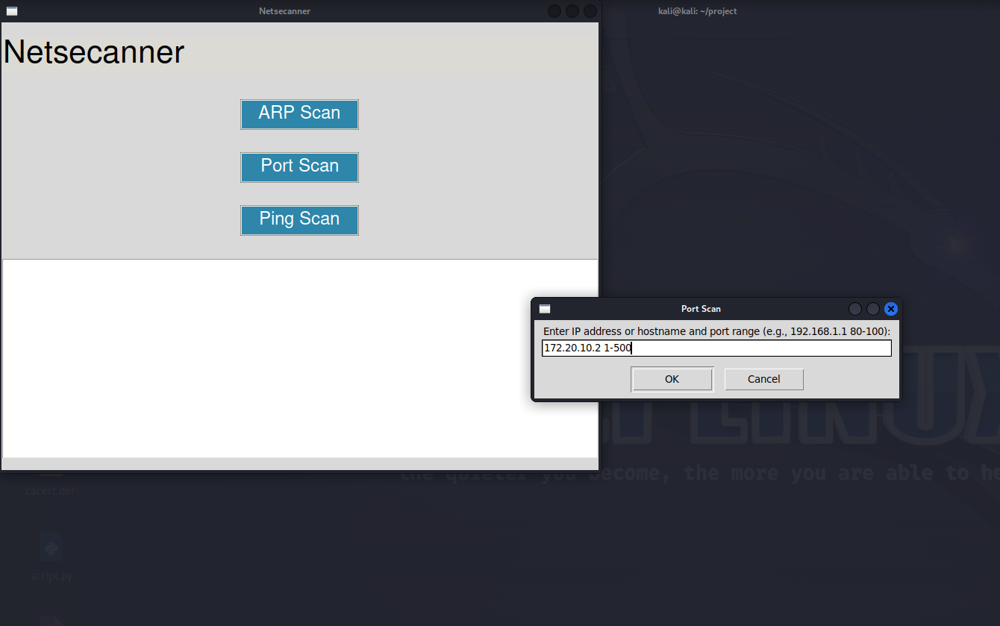 Netsecanner
kali@kali: ~/project
Netsecanner
ARP Scan
Port Scan
Ping Scan
Port Scan
Enter IP address or hostname and port range (e.g., 192.168.1.1 80-100):
172.20.10.2 1-500
OK
Cancel
LINUX
the quieter you become, the more you are able to he
cacert.der
script.py